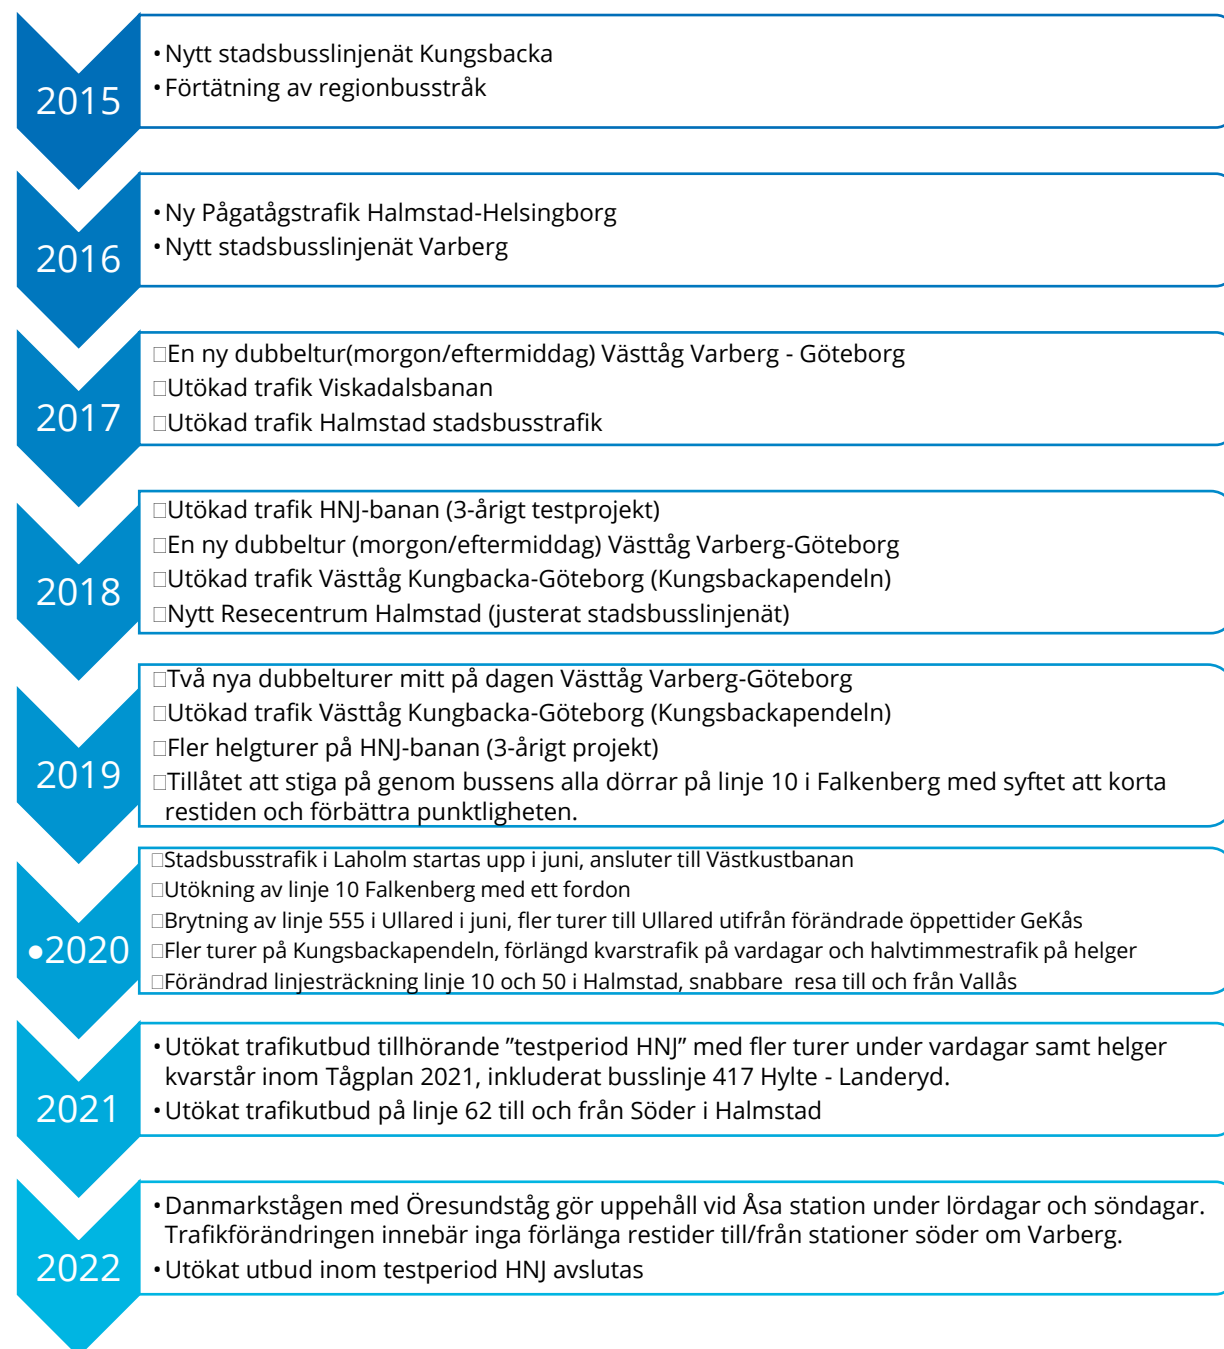 2015
•Nytt stadsbusslinjenät Kungsbacka
•Förtätning av regionbusstråk
2016
•Ny Pågatågstrafik Halmstad-Helsingborg
•Nytt stadsbusslinjenät Varberg
2017
□En ny dubbeltur(morgon/eftermiddag) Västtåg Varberg - Göteborg
□Utökad trafik Viskadalsbanan
□Utökad trafik Halmstad stadsbusstrafik
2018
□Utökad trafik HNJ-banan (3-årigt testprojekt)
□En ny dubbeltur (morgon/eftermiddag) Västtåg Varberg-Göteborg
□Utökad trafik Västtåg Kungbacka-Göteborg (Kungsbackapendeln)
□Nytt Resecentrum Halmstad (justerat stadsbusslinjenät)
2019
□Två nya dubbelturer mitt på dagen Västtåg Varberg-Göteborg
□Utökad trafik Västtåg Kungbacka-Göteborg (Kungsbackapendeln)
□Fler helgturer på HNJ-banan (3-årigt projekt)
□Tillåtet att stiga på genom bussens alla dörrar på linje 10 i Falkenberg med syftet att korta
restiden och förbättra punktligheten.
•2020
□Stadsbusstrafik i Laholm startas upp i juni, ansluter till Västkustbanan
□Utökning av linje 10 Falkenberg med ett fordon
□Brytning av linje 555 i Ullared i juni, fler turer till Ullared utifrån förändrade öppettider GeKås
□Fler turer på Kungsbackapendeln, förlängd kvarstrafik på vardagar och halvtimmestrafik på helger
□Förändrad linjesträckning linje 10 och 50 i Halmstad, snabbare  resa till och från Vallås
2021
•Utökat trafikutbud tillhörande ”testperiod HNJ” med fler turer under vardagar samt helger
kvarstår inom Tågplan 2021, inkluderat busslinje 417 Hylte - Landeryd.
•Utökat trafikutbud på linje 62 till och från Söder i Halmstad
2022
•Danmarkstågen med Öresundståg gör uppehåll vid Åsa station under lördagar och söndagar.
Trafikförändringen innebär inga förlänga restider till/från stationer söder om Varberg.
•Utökat utbud inom testperiod HNJ avslutas